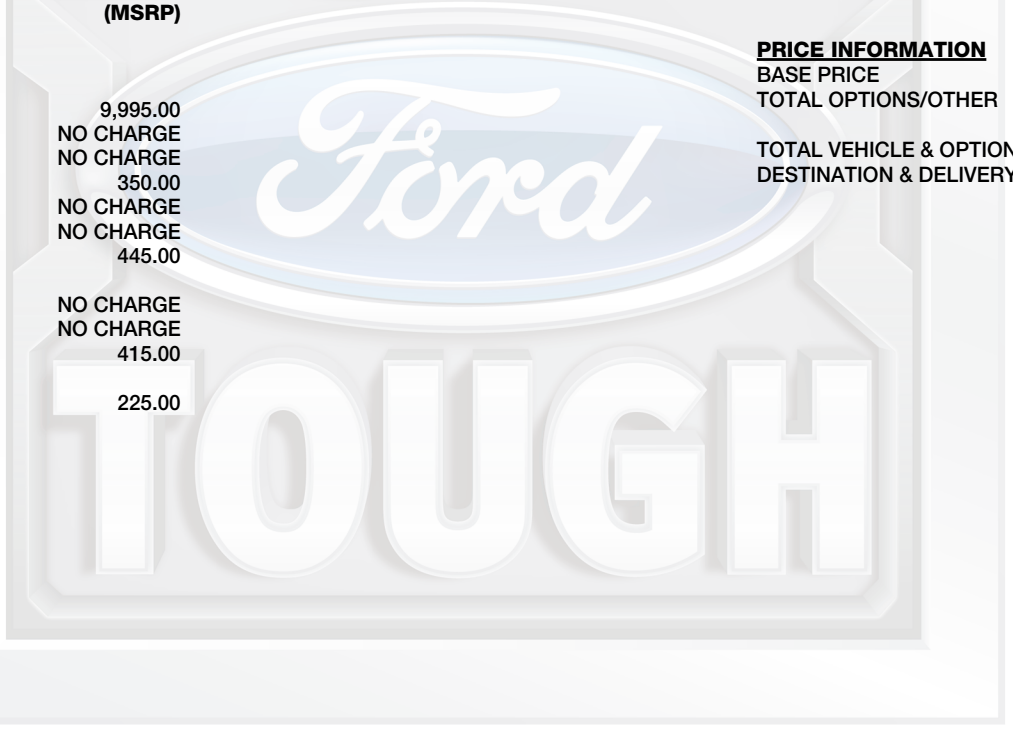 (MSRP)
9,995.00
NO CHARGE
NO CHARGE
350.00
NO CHARGE
NO CHARGE
445.00
NO CHARGE
NO CHARGE
415.00
225.00
PRICE INFORMATION
BASE PRICE
TOTAL OPTIONS/OTHER
TOTAL VEHICLE & OPTION
DESTINATION & DELIVERY
Ford
TOUGH